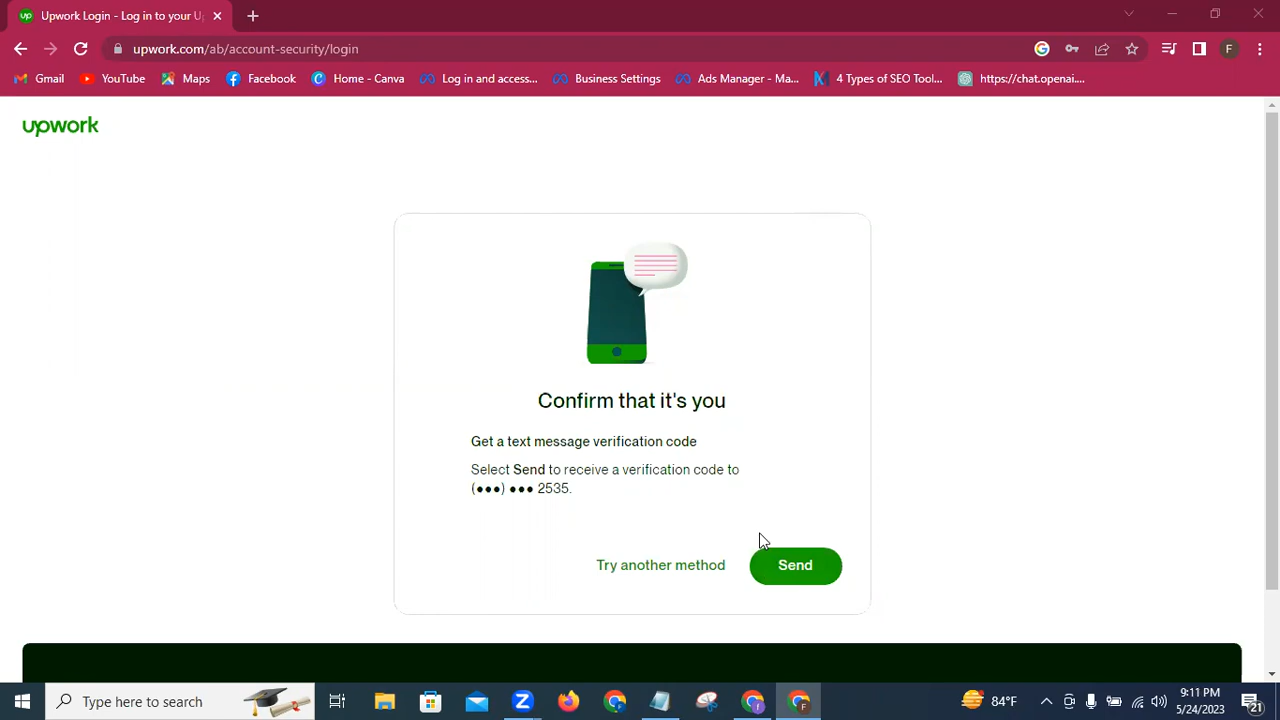 Upwork Login - Log in to your U
upwork.com/ab/account-security/login
F
Gmail
YouTube
Maps
Facebook
Home - Canva
Log in and access...
Business Settings
Ads Manager - Ma...
4 Types of SEO Tool...
https://chat.openai....
upwork
Confirm that it's you
Get a text message verification code
Select Send to receive a verification code to
(•••) ••• 2535.
Try another method
Send
Type here to search
84°F
9:11 PM
5/24/2023
21